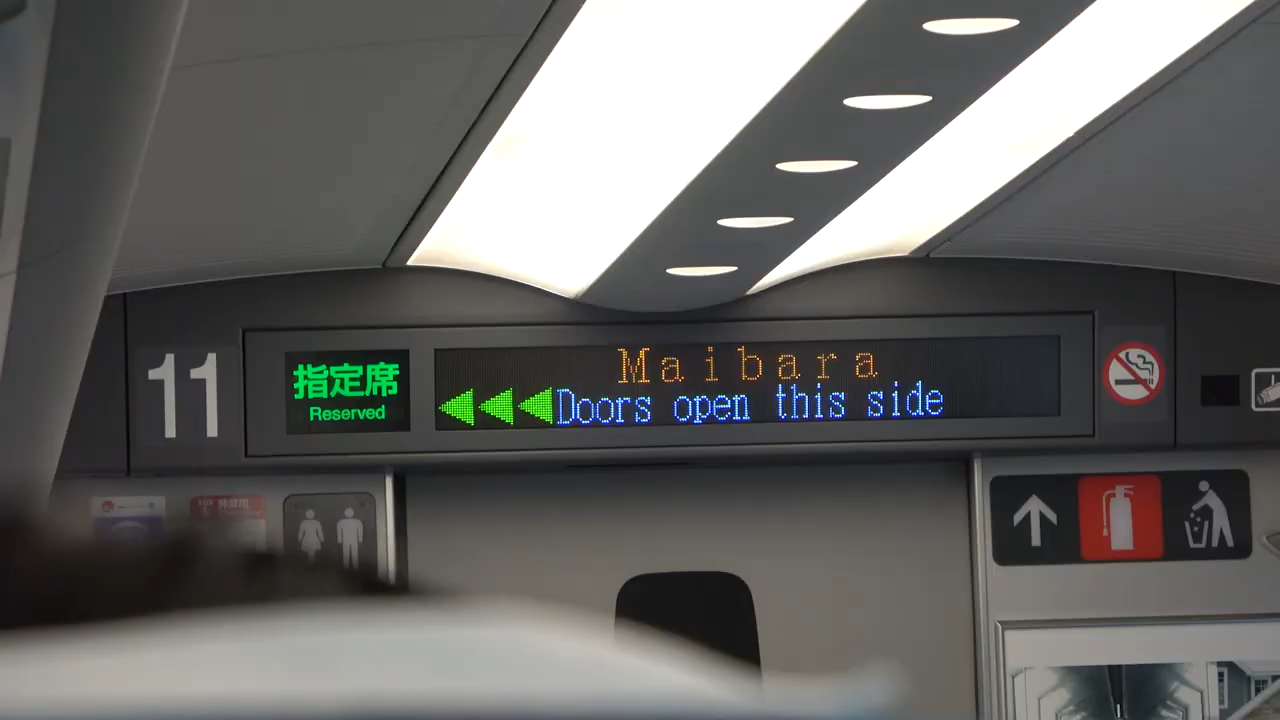 11
指定席
Reserved
Maibara
Doors open this side